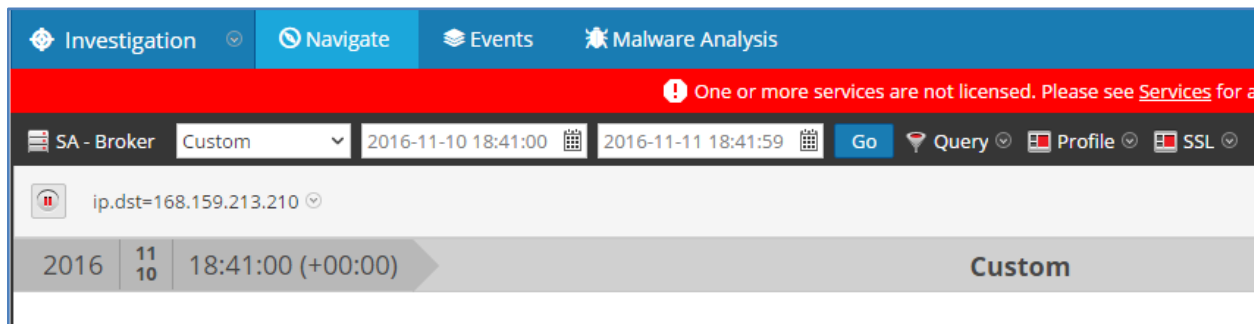 Investigation Navigate Events Malware Analysis
One or more services are not licensed. Please see Services for a
SA - Broker Custom 2016-11-10 18:41:00 2016-11-11 18:41:59 Go Query Profile SSL
ip.dst=168.159.213.210
2016 11 10 18:41:00 (+00:00) Custom